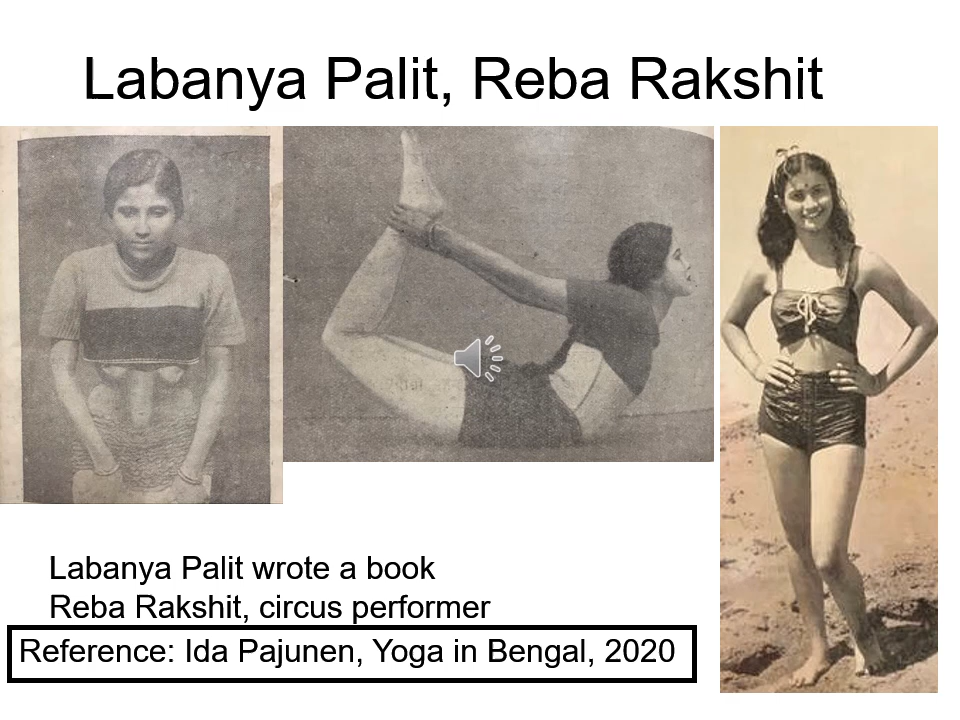 Labanya Palit, Reba Rakshit
Labanya Palit wrote a book
Reba Rakshit, circus performer
Reference: Ida Pajunen, Yoga in Bengal, 2020